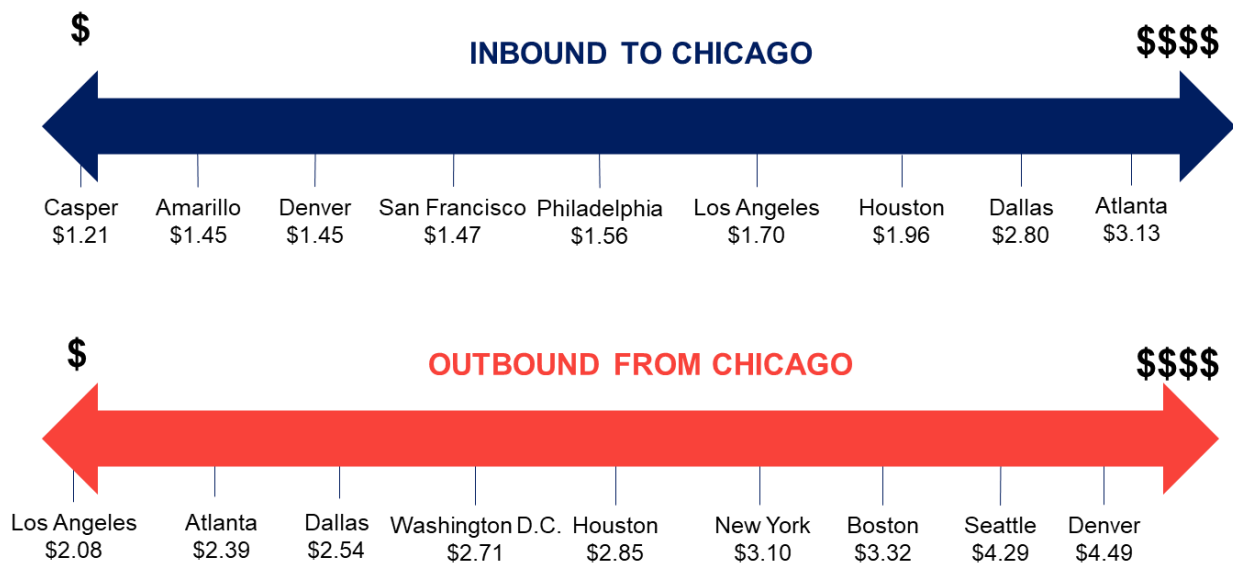 $
$$$$
INBOUND TO CHICAGO
Casper Amarillo Denver San Francisco Philadelphia Los Angeles Houston Dallas Atlanta
$1.21 $1.45 $1.45 $1.47 $1.56 $1.70 $1.96 $2.80 $3.13
$
$$$$
OUTBOUND FROM CHICAGO
Los Angeles Atlanta Dallas Washington D.C. Houston New York Boston Seattle Denver
$2.08 $2.39 $2.54 $2.71 $2.85 $3.10 $3.32 $4.29 $4.49